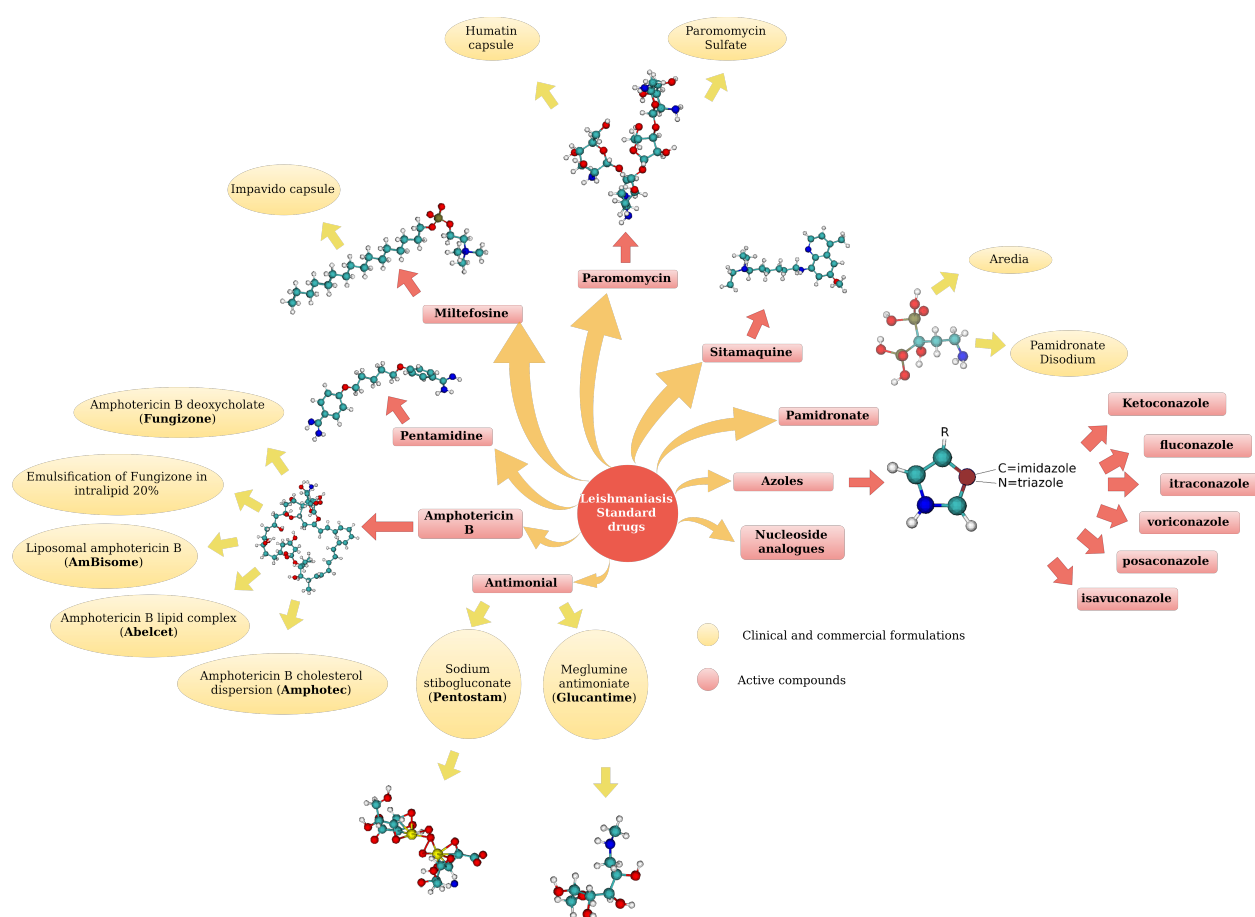 Humatin
capsule
Paromomycin
Sulfate
Impavido capsule
Paromomycin
Aredia
Miltefosine
Sitamaquine
Pamidronate
Disodium
Amphotericin B deoxycholate
(Fungizone)
Pentamidine
Pamidronate
Ketoconazole
fluconazole
itraconazole
voriconazole
posaconazole
isavuconazole
R
C=imidazole
N=triazole
Azoles
Emulsification of Fungizone in
intralipid 20%
Leishmaniasis
Standard
drugs
Amphotericin
B
Nucleoside
analogues
Liposomal amphotericin B
(AmBisome)
Antimonial
Amphotericin B lipid complex
(Abelcet)
Amphotericin B cholesterol
dispersion (Amphotec)
Sodium
stibogluconate
(Pentostam)
Meglumine
antimoniate
(Glucantime)
Clinical and commercial formulations
Active compounds